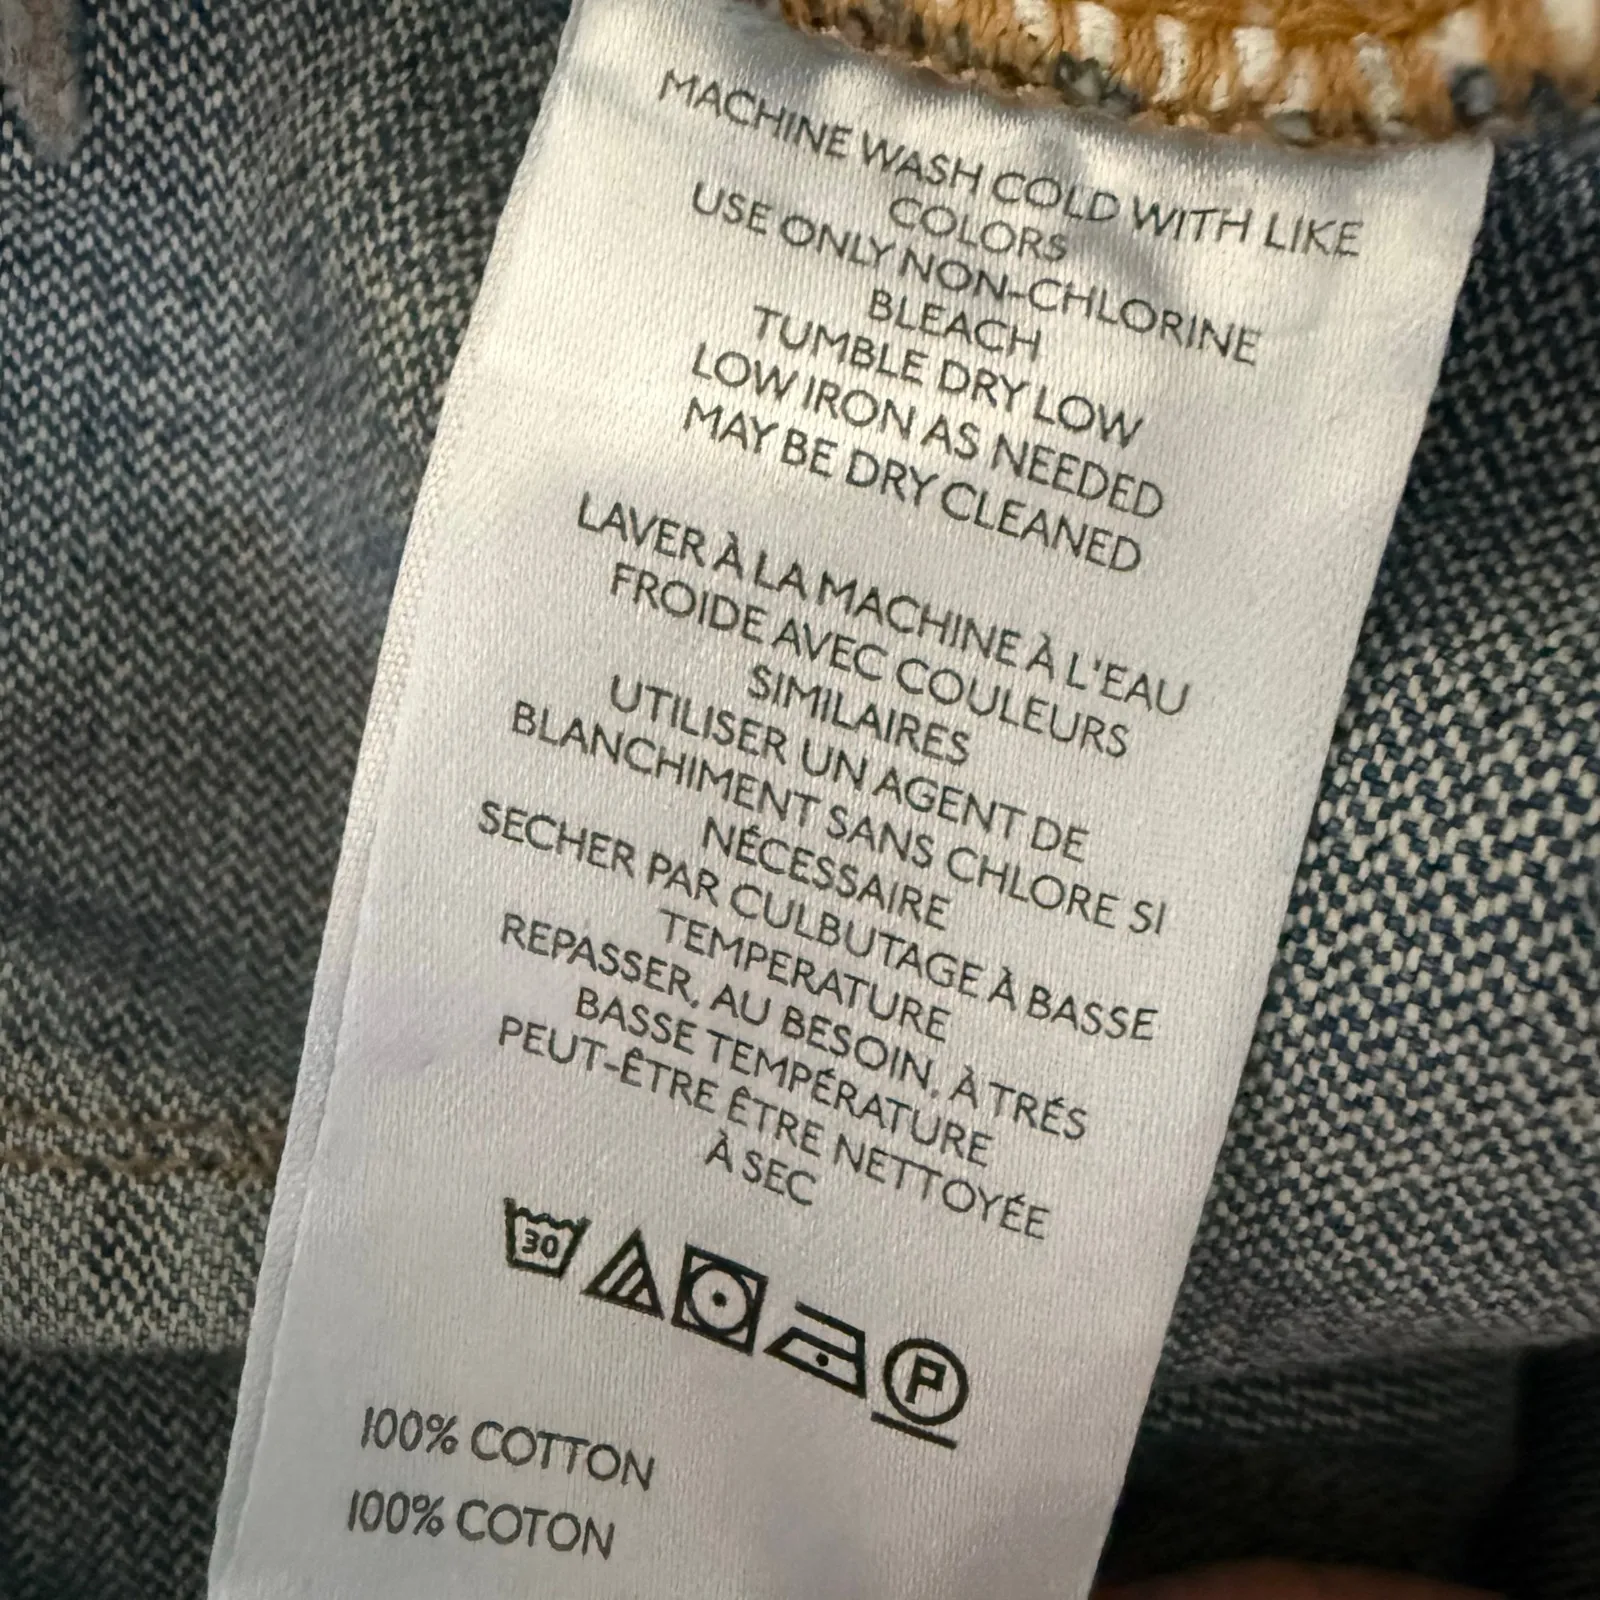 MACHINE WASH COLD WITH LIKE
COLORS
USE ONLY NON-CHLORINE
BLEACH
TUMBLE DRY LOW
LOW IRON AS NEEDED
MAY BE DRY CLEANED
LAVER À LA MACHINE À L'EAU
FROIDE AVEC COULEURS
SIMILAIRES
UTILISER UN AGENT DE
BLANCHIMENT SANS CHLORE SI
NÉCESSAIRE
SECHER PAR CULBUTAGE À BASSE
TEMPERATURE
REPASSER, AU BESOIN, À TRÉS
BASSE TEMPÉRATURE
PEUT-ÊTRE ÊTRE NETTOYÉE
À SEC
30 P
100% COTTON
100% COTON